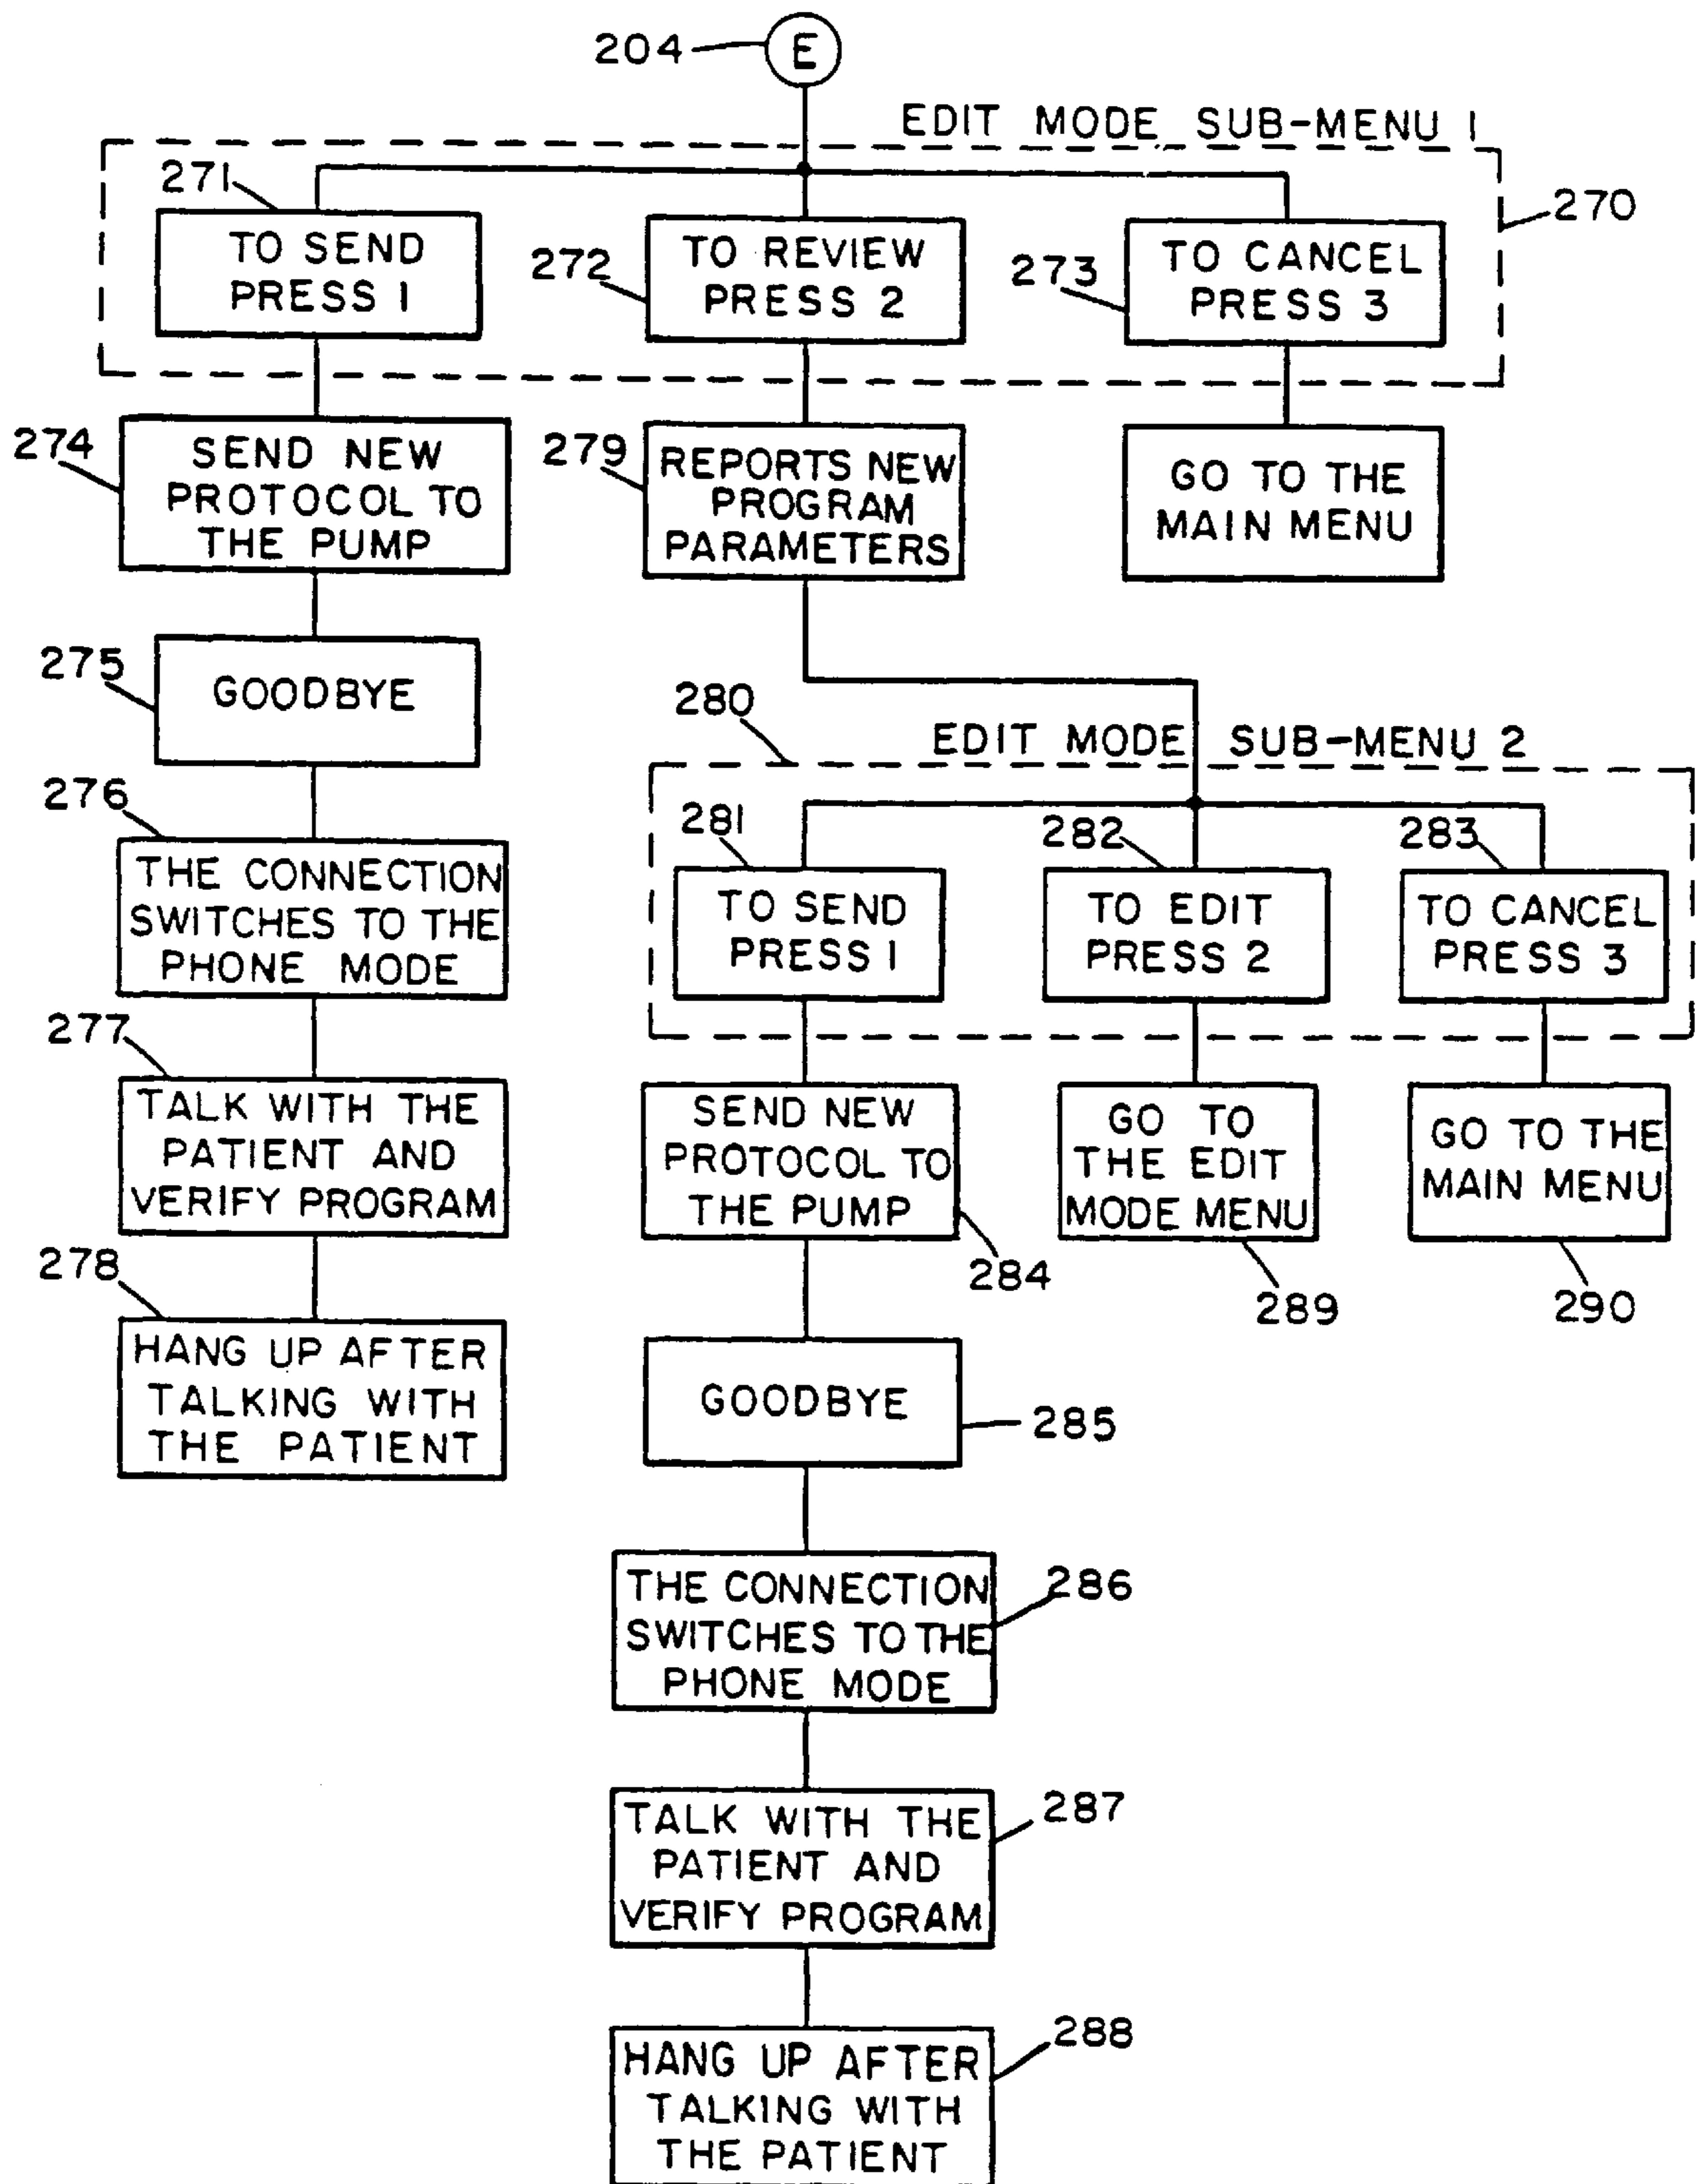 204
E
EDIT MODE SUB-MENU 1
270
271
TO SEND
PRESS 1
272
TO REVIEW
PRESS 2
273
TO CANCEL
PRESS 3
274
SEND NEW
PROTOCOL TO
THE PUMP
279
REPORTS NEW
PROGRAM
PARAMETERS
GO TO THE
MAIN MENU
275
GOODBYE
280
EDIT MODE SUB-MENU 2
276
THE CONNECTION
SWITCHES TO THE
PHONE MODE
281
TO SEND
PRESS 1
282
TO EDIT
PRESS 2
283
TO CANCEL
PRESS 3
277
TALK WITH THE
PATIENT AND
VERIFY PROGRAM
SEND NEW
PROTOCOL TO
THE PUMP
284
GO TO
THE EDIT
MODE MENU
289
GO TO THE
MAIN MENU
290
278
HANG UP AFTER
TALKING WITH
THE PATIENT
GOODBYE
285
THE CONNECTION
SWITCHES TO THE
PHONE MODE
286
TALK WITH THE
PATIENT AND
VERIFY PROGRAM
287
HANG UP AFTER
TALKING WITH
THE PATIENT
288